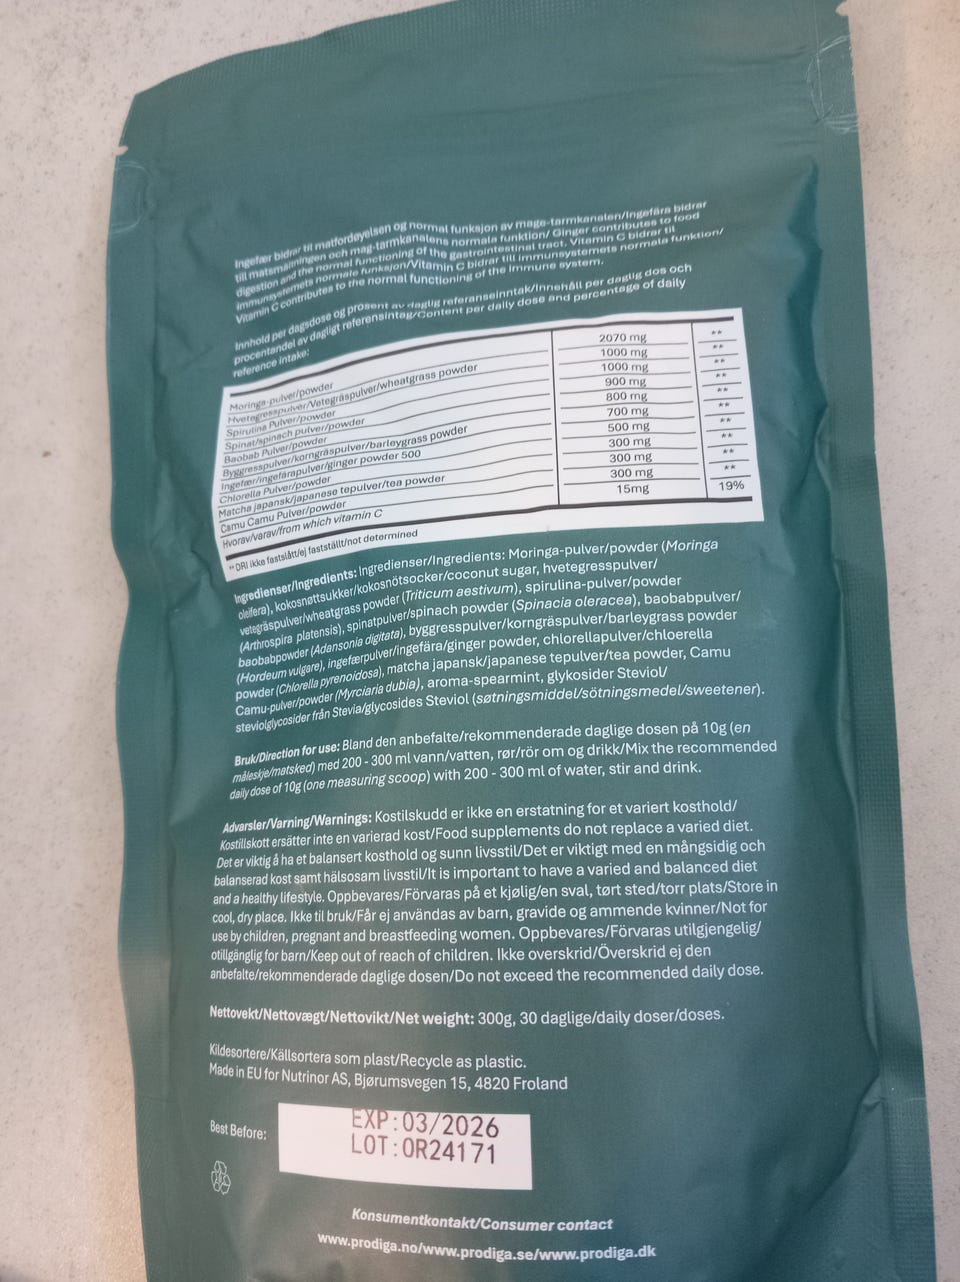 Ingefær bidrar til matfordøyelsen og normal funksjon av mage-tarmkanalen/Ingefära bidrar
till matsmältningen och mag-tarmkanalens normala funktion/ Ginger contributes to food
digestion and the normal functioning of the gastrointestinal tract. Vitamin C bidrar til
immunsystemets normale funksjon/Vitamin C bidrar till immunsystemets normala funktion/
Vitamin C contributes to the normal functioning of the immune system.
Innhold per dagsdose og prosent av daglig referanseinntak/Innehåll per daglig dos och
procentandel av dagligt referensintag/Content per daily dose and percentage of daily
reference intake:
Moringa-pulver/powder 2070 mg **
Hvetegresspulver/Vetegräspulver/wheatgrass powder 1000 mg **
Spirulina Pulver/powder 1000 mg **
Spinat/spinach pulver/powder 900 mg **
Baobab Pulver/powder 800 mg **
Byggresspulver/korngräspulver/barleygrass powder 700 mg **
Ingefær/ingefärapulver/ginger powder 500 500 mg **
Chlorella Pulver/powder 300 mg **
Matcha japansk/japanese tepulver/tea powder 300 mg **
Camu Camu Pulver/powder 300 mg **
Hvorav/varav/from which vitamin C 15mg 19%
** DRI ikke fastslått/ej fastställt/not determined
Ingredienser/Ingredients: Ingredienser/Ingredients: Moringa-pulver/powder (Moringa
oleifera), kokosnøttsukker/kokosnötsocker/coconut sugar, hvetegresspulver/
vetegräspulver/wheatgrass powder (Triticum aestivum), spirulina-pulver/powder
(Arthrospira platensis), spinatpulver/spinach powder (Spinacia oleracea), baobabpulver/
baobabpowder (Adansonia digitata), byggresspulver/korngräspulver/barleygrass powder
(Hordeum vulgare), ingefærpulver/ingefära/ginger powder, chlorellapulver/chloerella
powder (Chlorella pyrenoidosa), matcha japansk/japanese tepulver/tea powder, Camu
Camu-pulver/powder (Myrciaria dubia), aroma-spearmint, glykosider Steviol/
steviolglycosider från Stevia/glycosides Steviol (søtningsmiddel/sötningsmedel/sweetener).
Bruk/Direction for use: Bland den anbefalte/rekommenderade daglige dosen på 10g (en
måleskje/matsked) med 200 - 300 ml vann/vatten, rør/rör om og drikk/Mix the recommended
daily dose of 10g (one measuring scoop) with 200 - 300 ml of water, stir and drink.
Advarsler/Varning/Warnings: Kostilskudd er ikke en erstatning for et variert kosthold/
Kostillskott ersätter inte en varierad kost/Food supplements do not replace a varied diet.
Det er viktig å ha et balansert kosthold og sunn livsstil/Det er viktigt med en mångsidig och
balanserad kost samt hälsosam livsstil/It is important to have a varied and balanced diet
and a healthy lifestyle. Oppbevares/Förvaras på et kjølig/en sval, tørt sted/torr plats/Store in
cool, dry place. Ikke til bruk/Får ej användas av barn, gravide og ammende kvinner/Not for
use by children, pregnant and breastfeeding women. Oppbevares/Förvaras utilgjengelig/
otillgänglig for barn/Keep out of reach of children. Ikke overskrid/Överskrid ej den
anbefalte/rekommenderade daglige dosen/Do not exceed the recommended daily dose.
Nettovekt/Nettovægt/Nettovikt/Net weight: 300g, 30 daglige/daily doser/doses.
Kildesortere/Källsortera som plast/Recycle as plastic.
Made in EU for Nutrinor AS, Bjørumsvegen 15, 4820 Froland
Best Before:
EXP:03/2026
LOT:0R24171
Konsumentkontakt/Consumer contact
www.prodiga.no/www.prodiga.se/www.prodiga.dk